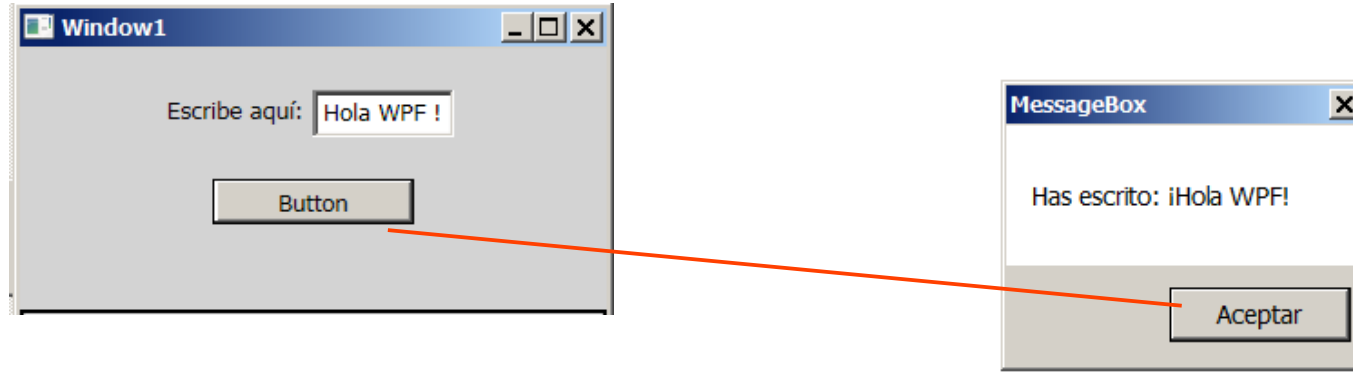 Window1
Escribe aquí: Hola WPF !
Button
MessageBox
Has escrito: ¡Hola WPF!
Aceptar